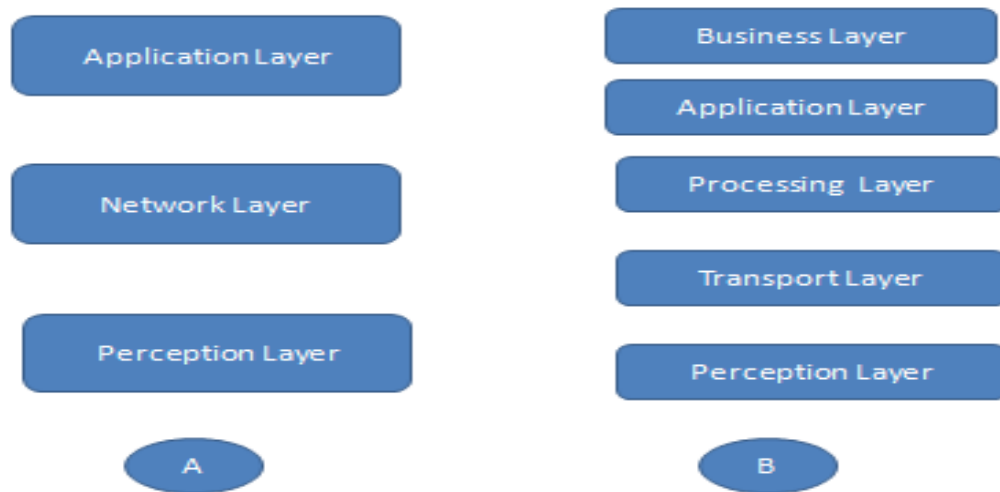 Application Layer
Network Layer
Perception Layer
A
Business Layer
Application Layer
Processing Layer
Transport Layer
Perception Layer
B